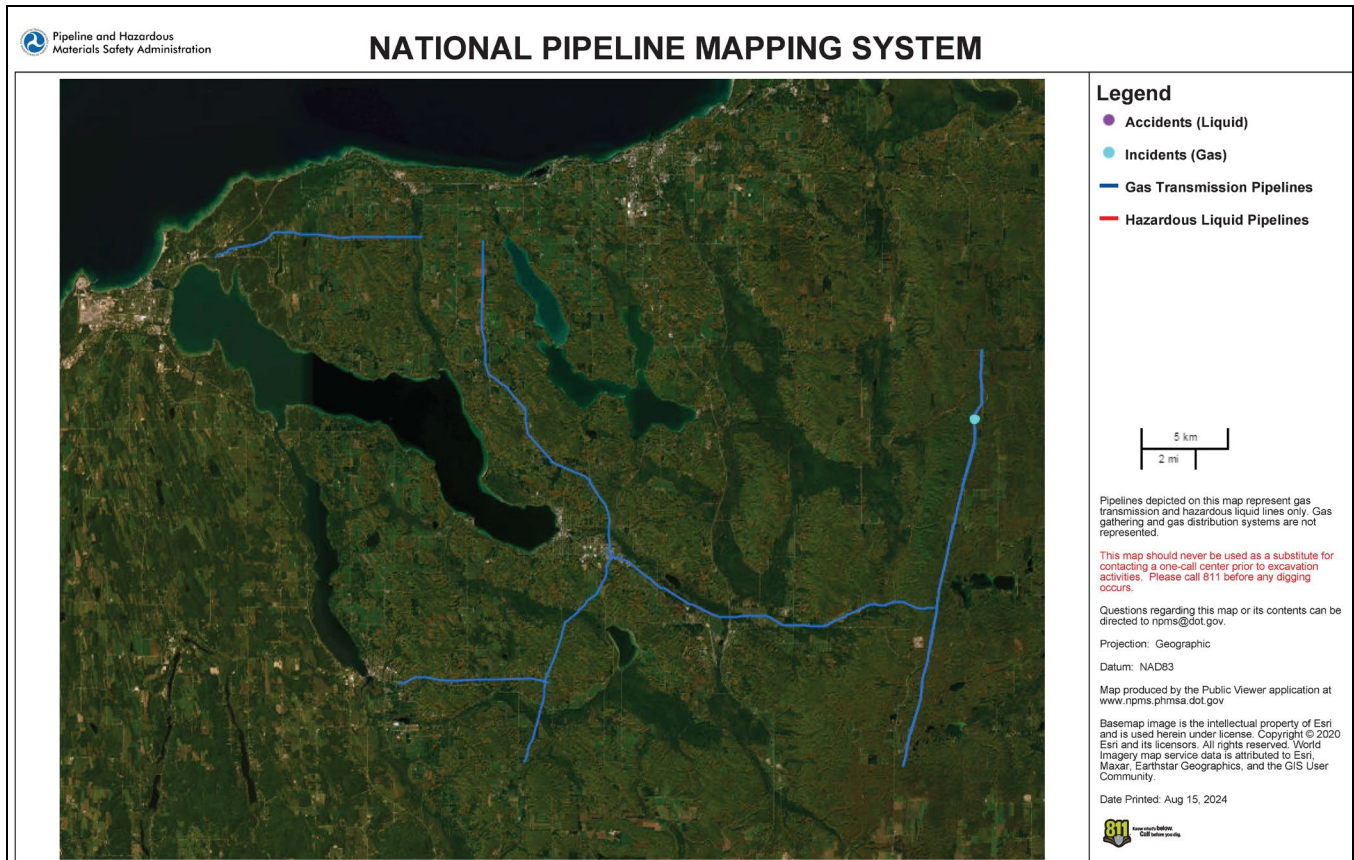 Pipeline and Hazardous
Materials Safety Administration
NATIONAL PIPELINE MAPPING SYSTEM
Legend
Accidents (Liquid)
Incidents (Gas)
Gas Transmission Pipelines
Hazardous Liquid Pipelines
5 km
2 mi
Pipelines depicted on this map represent gas
transmission and hazardous liquid lines only. Gas
gathering and gas distribution systems are not
represented.
This map should never be used as a substitute for
contacting a one-call center prior to excavation
activities. Please call 811 before any digging
occurs.
Questions regarding this map or its contents can be
directed to npms@dot.gov.
Projection: Geographic
Datum: NAD83
Map produced by the Public Viewer application at
www.npms.phmsa.dot.gov
Basemap image is the intellectual property of Esri
and is used herein under license. Copyright © 2020
Esri and its licensors. All rights reserved. World
Imagery map service data is attributed to Esri,
Maxar, Earthstar Geographics, and the GIS User
Community.
Date Printed: Aug 15, 2024
811
Know what's below.
Call before you dig.